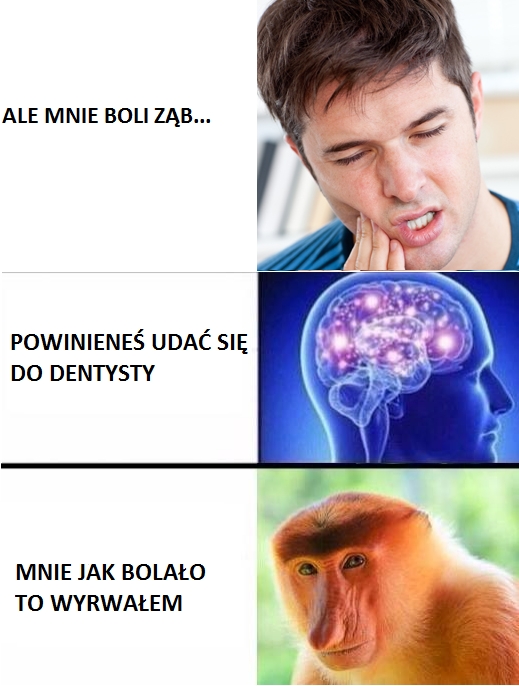 ALE MNIE BOLI ZĄB...
POWINIENEŚ UDAĆ SIĘ
DO DENTYSTY
MNIE JAK BOLAŁO
TO WYRWAŁEM